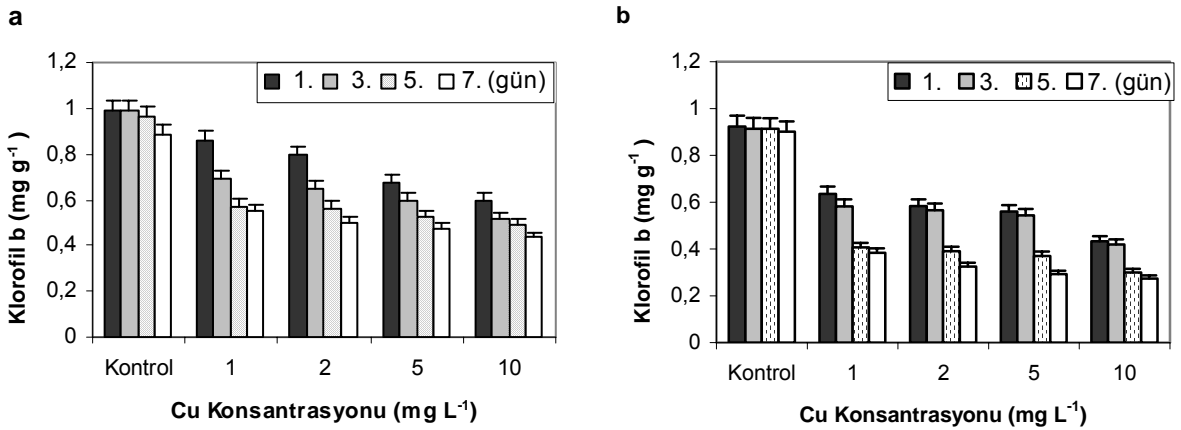 a
1,2
1
0,8
0,6
0,4
0,2
0
Klorofil b (mg g⁻¹ )
1. 3. 5. 7. (gün)
Kontrol 1 2 5 10
Cu Konsantrasyonu (mg L⁻¹)
b
1,2
1
0,8
0,6
0,4
0,2
0
Klorofil b (mg g⁻¹)
1. 3. 5. 7. (gün)
Kontrol 1 2 5 10
Cu Konsantrasyonu (mg L⁻¹)